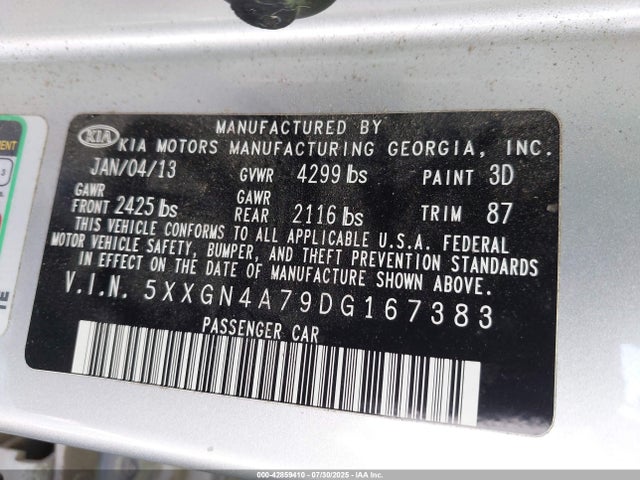 KIA
MANUFACTURED BY
KIA MOTORS MANUFACTURING GEORGIA, INC.
JAN/04/13 GVWR 4299 lbs PAINT 3D
GAWR FRONT 2425 lbs GAWR REAR 2116 lbs TRIM 87
THIS VEHICLE CONFORMS TO ALL APPLICABLE U.S.A. FEDERAL
MOTOR VEHICLE SAFETY, BUMPER, AND THEFT PREVENTION STANDARDS
IN EFFECT ON THE DATE OF MANUFACTURE SHOWN ABOVE.
V.I.N. 5XXGN4A79DG167383
PASSENGER CAR
000-42859410 | 07/30/2025 | IAA Inc.